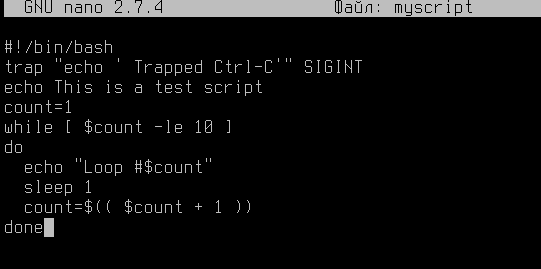 GNU nano 2.7.4 Файл: myscript
#!/bin/bash
trap "echo ' Trapped Ctrl-C'" SIGINT
echo This is a test script
count=1
while [ $count -le 10 ]
do
  echo "Loop #$count"
  sleep 1
  count=$(( $count + 1 ))
done